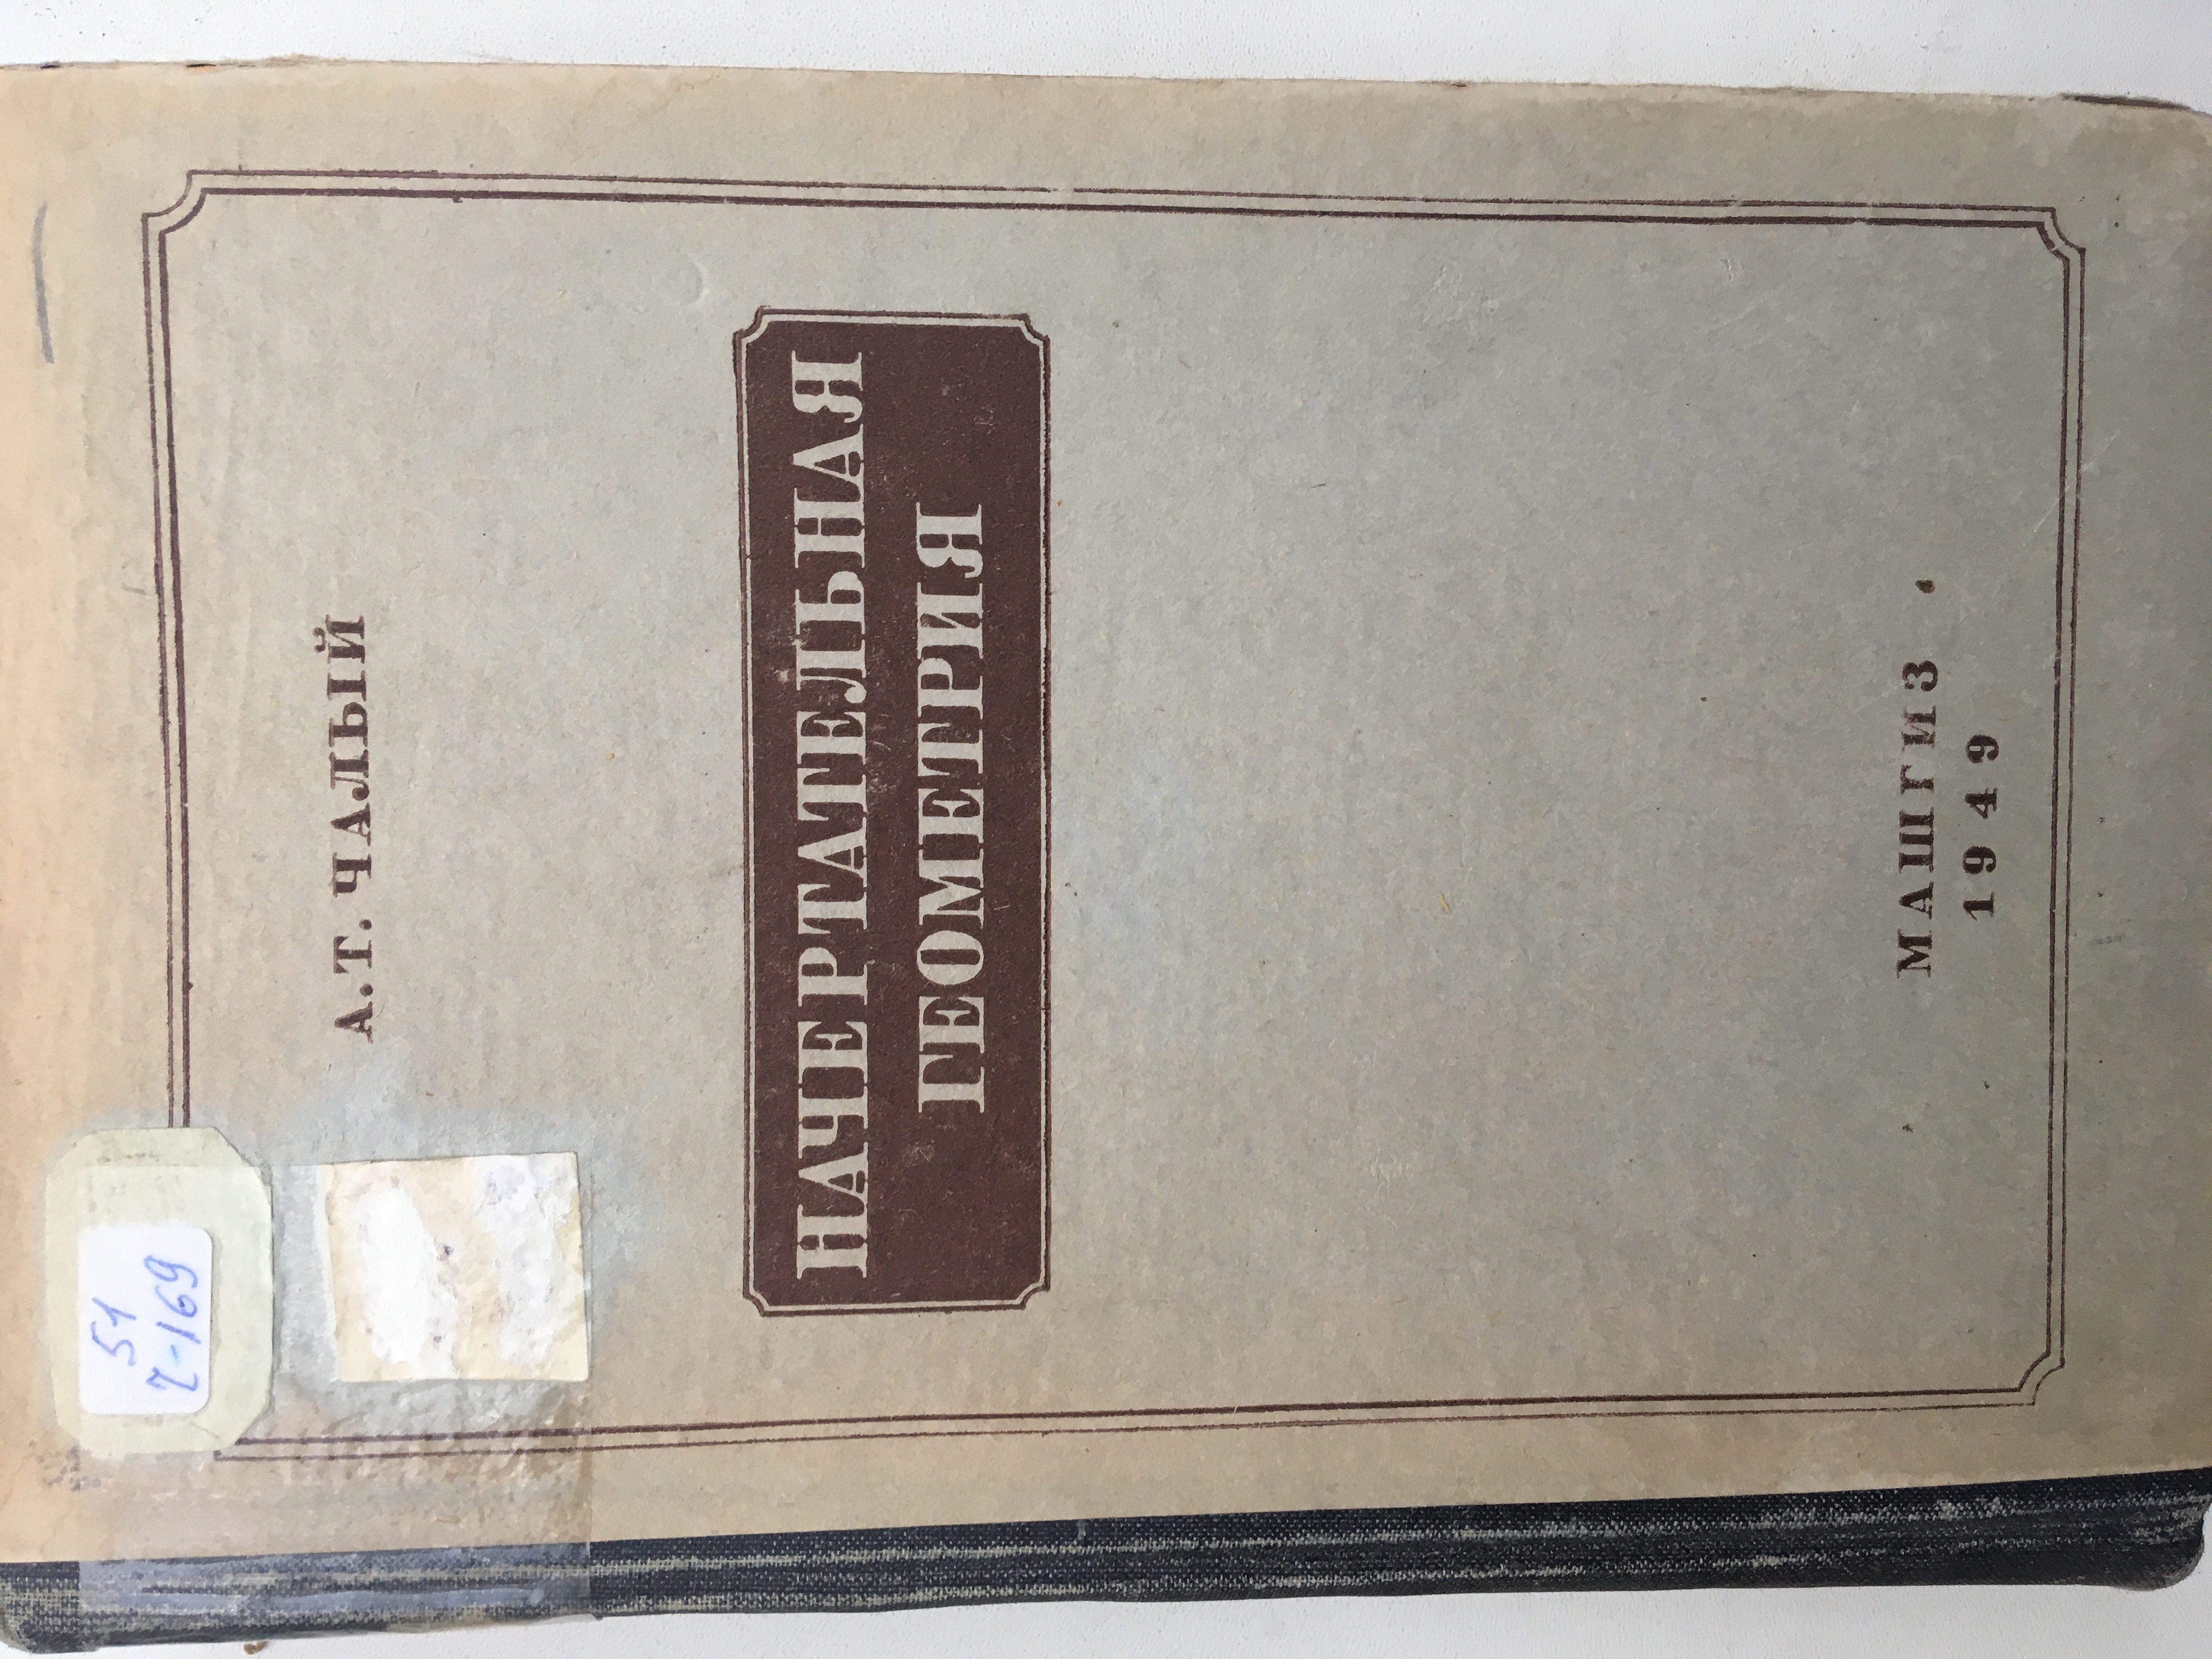 51
Ч-169
А. Т. ЧАЛЫЙ
НАЧЕРТАТЕЛЬНАЯ
ГЕОМЕТРИЯ
МАШГИЗ
1949